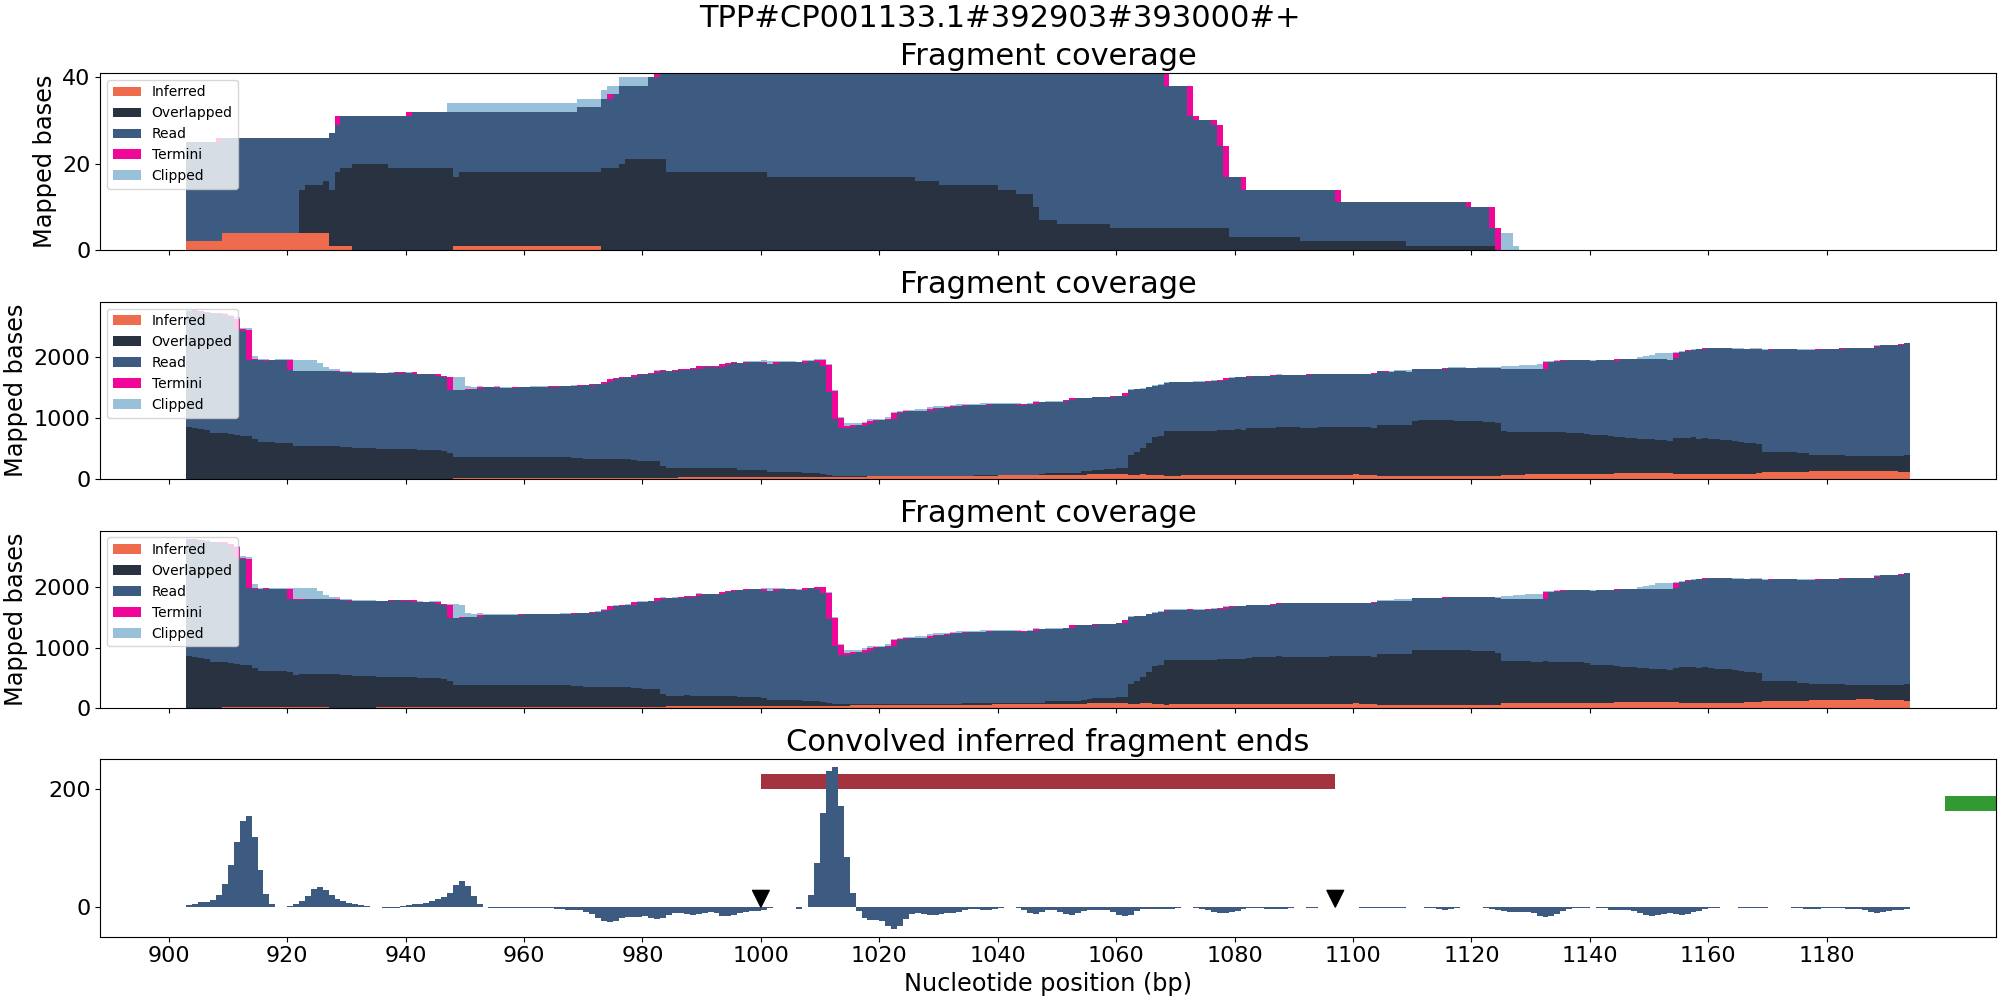 TPP#CP001133.1#392903#393000#+
Fragment coverage
Mapped bases
40
20
0
Inferred
Overlapped
Read
Termini
Clipped
Fragment coverage
Mapped bases
2000
1000
0
Inferred
Overlapped
Read
Termini
Clipped
Fragment coverage
Mapped bases
2000
1000
0
Inferred
Overlapped
Read
Termini
Clipped
Convolved inferred fragment ends
200
0
900 920 940 960 980 1000 1020 1040 1060 1080 1100 1120 1140 1160 1180
Nucleotide position (bp)